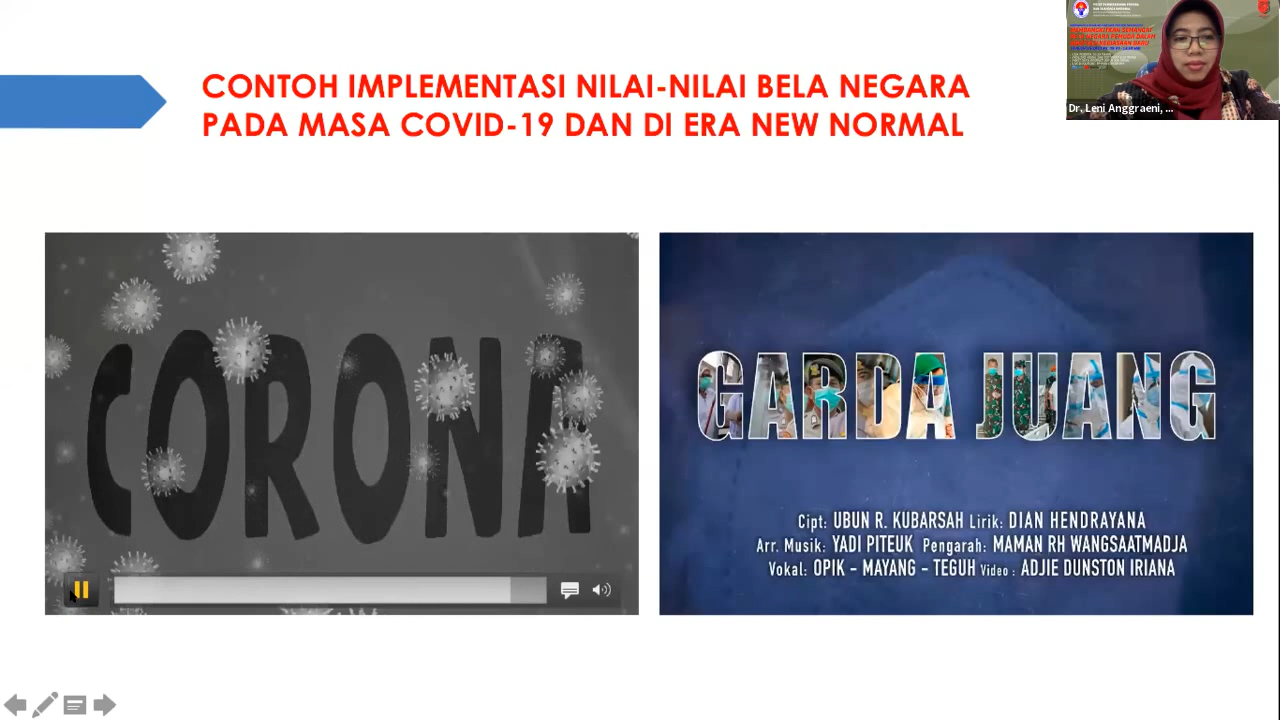 CONTOH IMPLEMENTASI NILAI-NILAI BELA NEGARA
PADA MASA COVID-19 DAN DI ERA NEW NORMAL
Dr. Leni Anggraeni, ...
CORONA
GARDA JUANG
Cipt: UBUN R. KUBARSAH Lirik: DIAN HENDRAYANA
Arr. Musik: YADI PITEUK Pengarah: MAMAN RH WANGSAATMADJA
Vokal: OPIK - MAYANG - TEGUH Video : ADJIE DUNSTON IRIANA